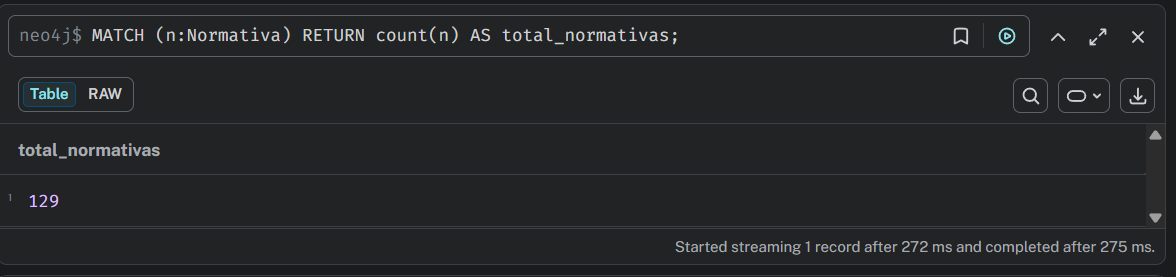 neo4j$ MATCH (n:Normativa) RETURN count(n) AS total_normativas;
Table RAW
total_normativas
1 129
Started streaming 1 record after 272 ms and completed after 275 ms.